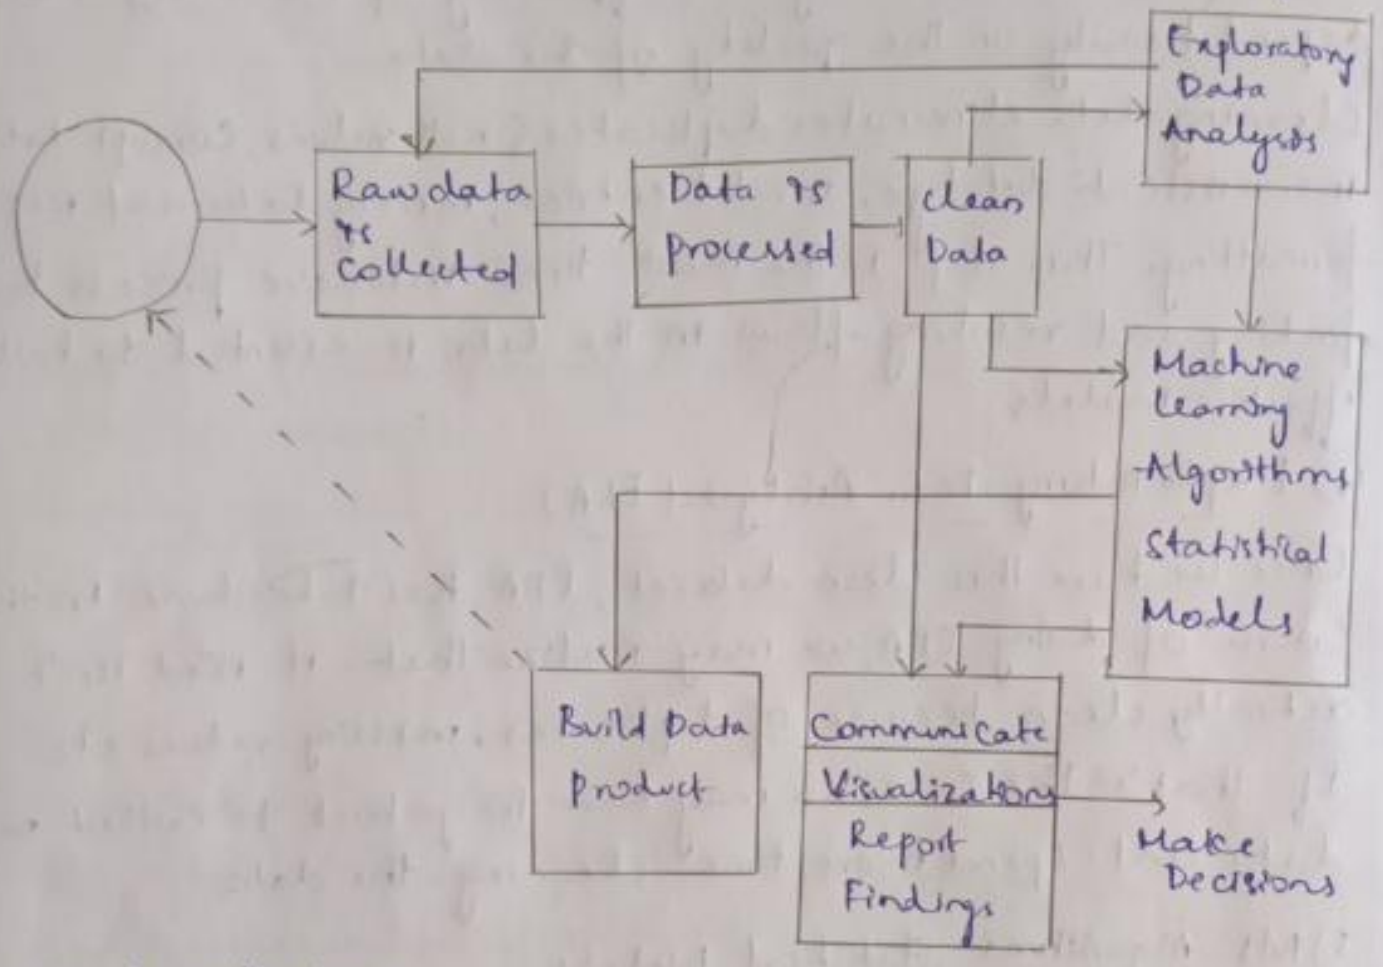 Exploratory
Data
Analysis
Raw data
is
collected
Data is
processed
clean
Data
Machine
Learning
Algorithms
Statistical
Models
Build Data
Product
Communicate
Visualizations
Report
Findings
Make
Decisions